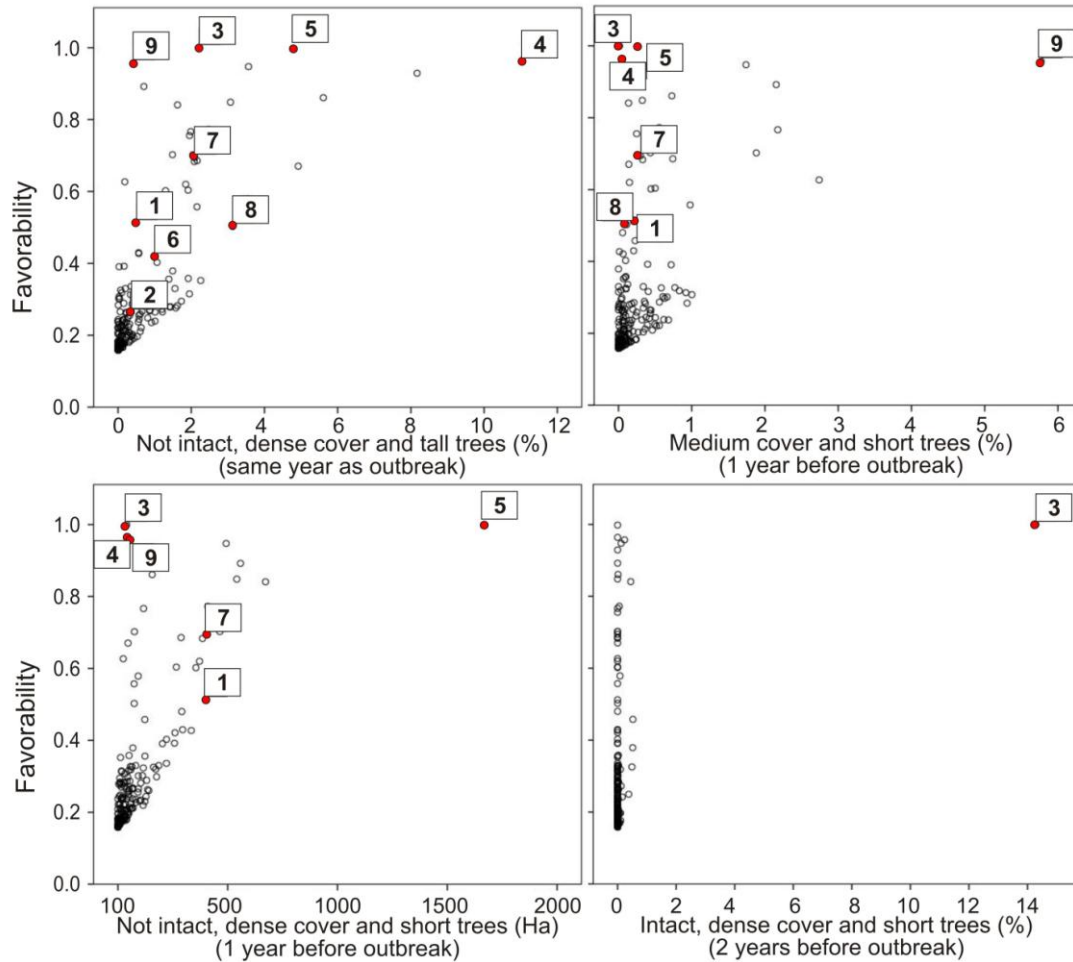 3
5
9
4
7
1
8
6
2
1.0
0.8
0.6
0.4
0.2
0.0
Favorability
0 2 4 6 8 10 12
Not intact, dense cover and tall trees (%)
(same year as outbreak)
3
9
5
4
7
8
1
0 1 2 3 4 5 6
Medium cover and short trees (%)
(1 year before outbreak)
3
5
4
9
7
1
1.0
0.8
0.6
0.4
0.2
0.0
Favorability
100 500 1000 1500 2000
Not intact, dense cover and short trees (Ha)
(1 year before outbreak)
3
0 2 4 6 8 10 12 14
Intact, dense cover and short trees (%)
(2 years before outbreak)